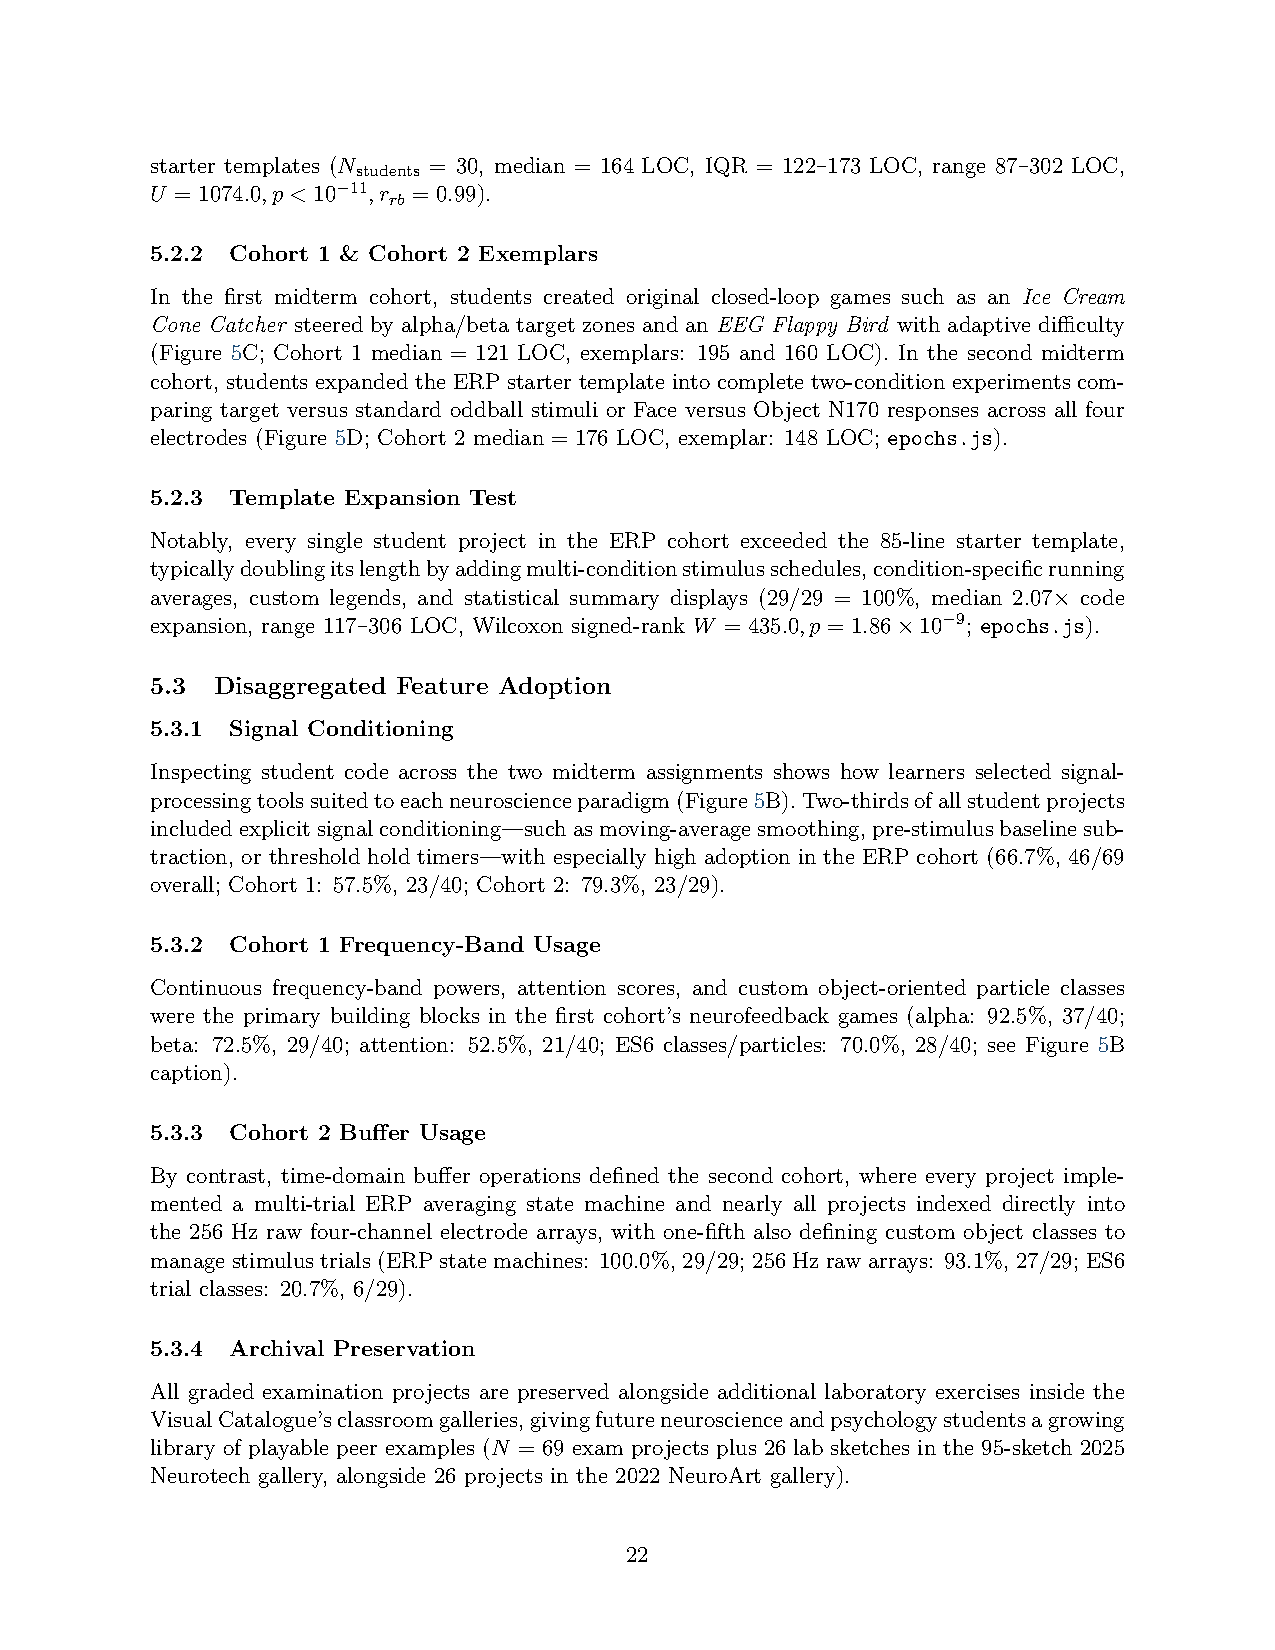 starter templates (N_students = 30, median = 164 LOC, IQR = 122–173 LOC, range 87–302 LOC,
U = 1074.0, p < 10^−11, r_rb = 0.99).
5.2.2 Cohort 1 & Cohort 2 Exemplars
In the first midterm cohort, students created original closed-loop games such as an Ice Cream
Cone Catcher steered by alpha/beta target zones and an EEG Flappy Bird with adaptive difficulty
(Figure 5C; Cohort 1 median = 121 LOC, exemplars: 195 and 160 LOC). In the second midterm
cohort, students expanded the ERP starter template into complete two-condition experiments com-
paring target versus standard oddball stimuli or Face versus Object N170 responses across all four
electrodes (Figure 5D; Cohort 2 median = 176 LOC, exemplar: 148 LOC; epochs.js).
5.2.3 Template Expansion Test
Notably, every single student project in the ERP cohort exceeded the 85-line starter template,
typically doubling its length by adding multi-condition stimulus schedules, condition-specific running
averages, custom legends, and statistical summary displays (29/29 = 100%, median 2.07× code
expansion, range 117–306 LOC, Wilcoxon signed-rank W = 435.0, p = 1.86 × 10^−9; epochs.js).
5.3 Disaggregated Feature Adoption
5.3.1 Signal Conditioning
Inspecting student code across the two midterm assignments shows how learners selected signal-
processing tools suited to each neuroscience paradigm (Figure 5B). Two-thirds of all student projects
included explicit signal conditioning—such as moving-average smoothing, pre-stimulus baseline sub-
traction, or threshold hold timers—with especially high adoption in the ERP cohort (66.7%, 46/69
overall; Cohort 1: 57.5%, 23/40; Cohort 2: 79.3%, 23/29).
5.3.2 Cohort 1 Frequency-Band Usage
Continuous frequency-band powers, attention scores, and custom object-oriented particle classes
were the primary building blocks in the first cohort's neurofeedback games (alpha: 92.5%, 37/40;
beta: 72.5%, 29/40; attention: 52.5%, 21/40; ES6 classes/particles: 70.0%, 28/40; see Figure 5B
caption).
5.3.3 Cohort 2 Buffer Usage
By contrast, time-domain buffer operations defined the second cohort, where every project imple-
mented a multi-trial ERP averaging state machine and nearly all projects indexed directly into
the 256 Hz raw four-channel electrode arrays, with one-fifth also defining custom object classes to
manage stimulus trials (ERP state machines: 100.0%, 29/29; 256 Hz raw arrays: 93.1%, 27/29; ES6
trial classes: 20.7%, 6/29).
5.3.4 Archival Preservation
All graded examination projects are preserved alongside additional laboratory exercises inside the
Visual Catalogue's classroom galleries, giving future neuroscience and psychology students a growing
library of playable peer examples (N = 69 exam projects plus 26 lab sketches in the 95-sketch 2025
Neurotech gallery, alongside 26 projects in the 2022 NeuroArt gallery).
22